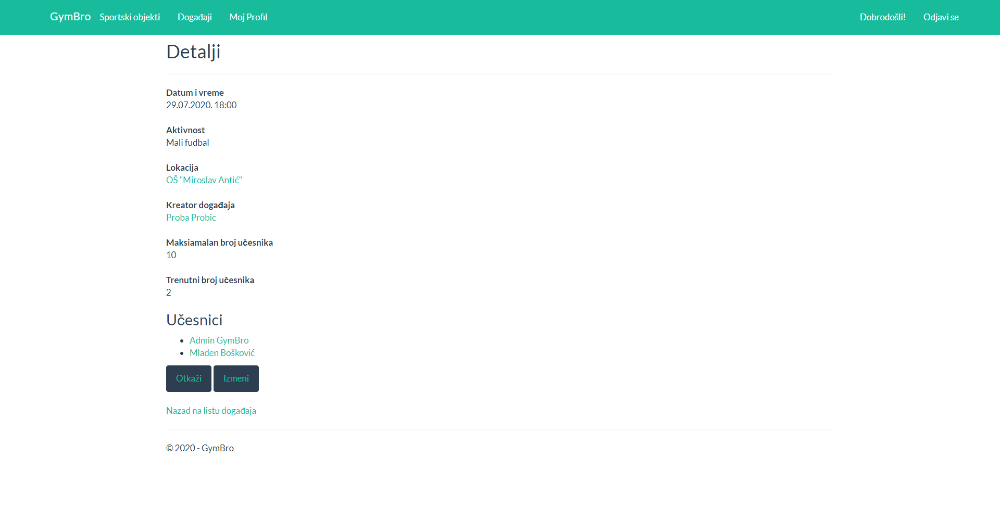 GymBro Sportski objekti Događaji Moj Profil Dobrodošli! Odjavi se
Detalji
Datum i vreme
29.07.2020. 18:00
Aktivnost
Mali fudbal
Lokacija
OŠ "Miroslav Antić"
Kreator događaja
Proba Probic
Maksiamalan broj učesnika
10
Trenutni broj učesnika
2
Učesnici
Admin GymBro
Mladen Bošković
Otkaži Izmeni
Nazad na listu događaja
© 2020 - GymBro